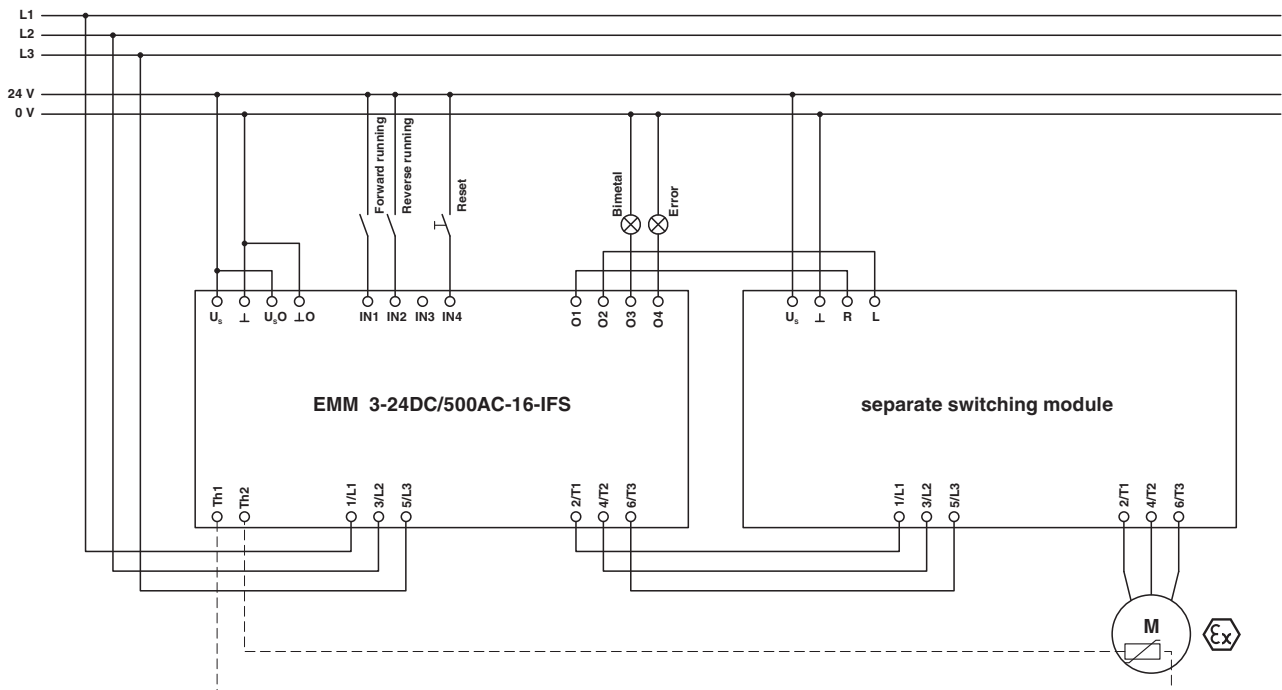 L1
L2
L3
24 V
0 V
Forward running
Reverse running
Reset
Bimetal
Error
Us ⊥ UsO ⊥O IN1 IN2 IN3 IN4 O1 O2 O3 O4
Us ⊥ R L
EMM 3-24DC/500AC-16-IFS
separate switching module
Th1 Th2 1/L1 3/L2 5/L3 2/T1 4/T2 6/T3
1/L1 3/L2 5/L3 2/T1 4/T2 6/T3
M
Ex